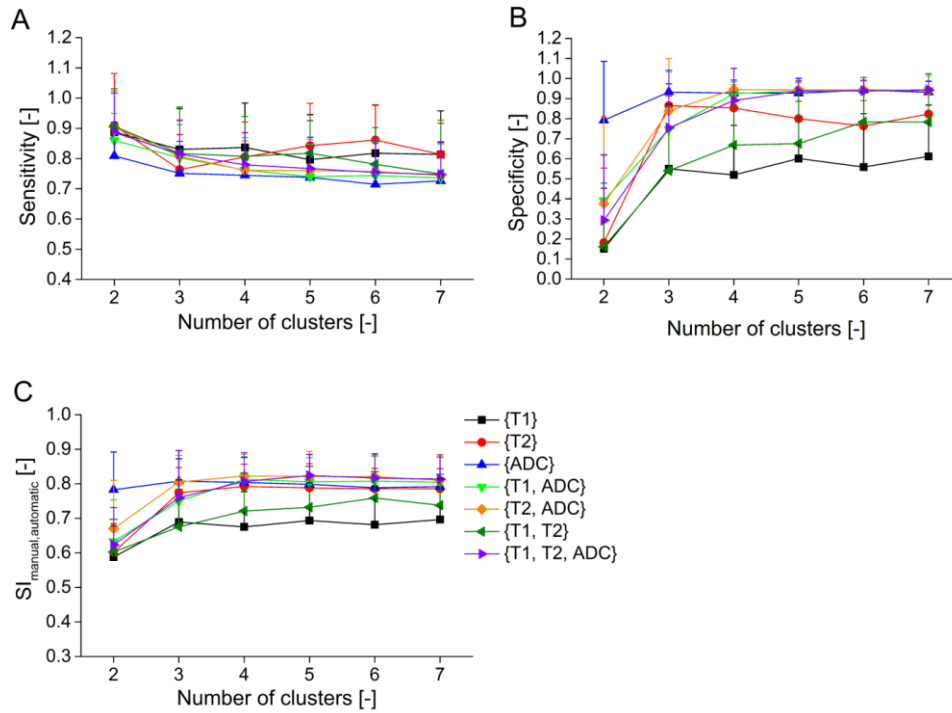 A
1.2
1.1
1.0
0.9
0.8
0.7
0.6
0.5
0.4
Sensitivity [-]
2 3 4 5 6 7
Number of clusters [-]
B
1.2
1.1
1.0
0.9
0.8
0.7
0.6
0.5
0.4
0.3
0.2
0.1
0.0
Specificity [-]
2 3 4 5 6 7
Number of clusters [-]
C
1.0
0.9
0.8
0.7
0.6
0.5
0.4
0.3
SImanual,automatic [-]
2 3 4 5 6 7
Number of clusters [-]
{T1}
{T2}
{ADC}
{T1, ADC}
{T2, ADC}
{T1, T2}
{T1, T2, ADC}